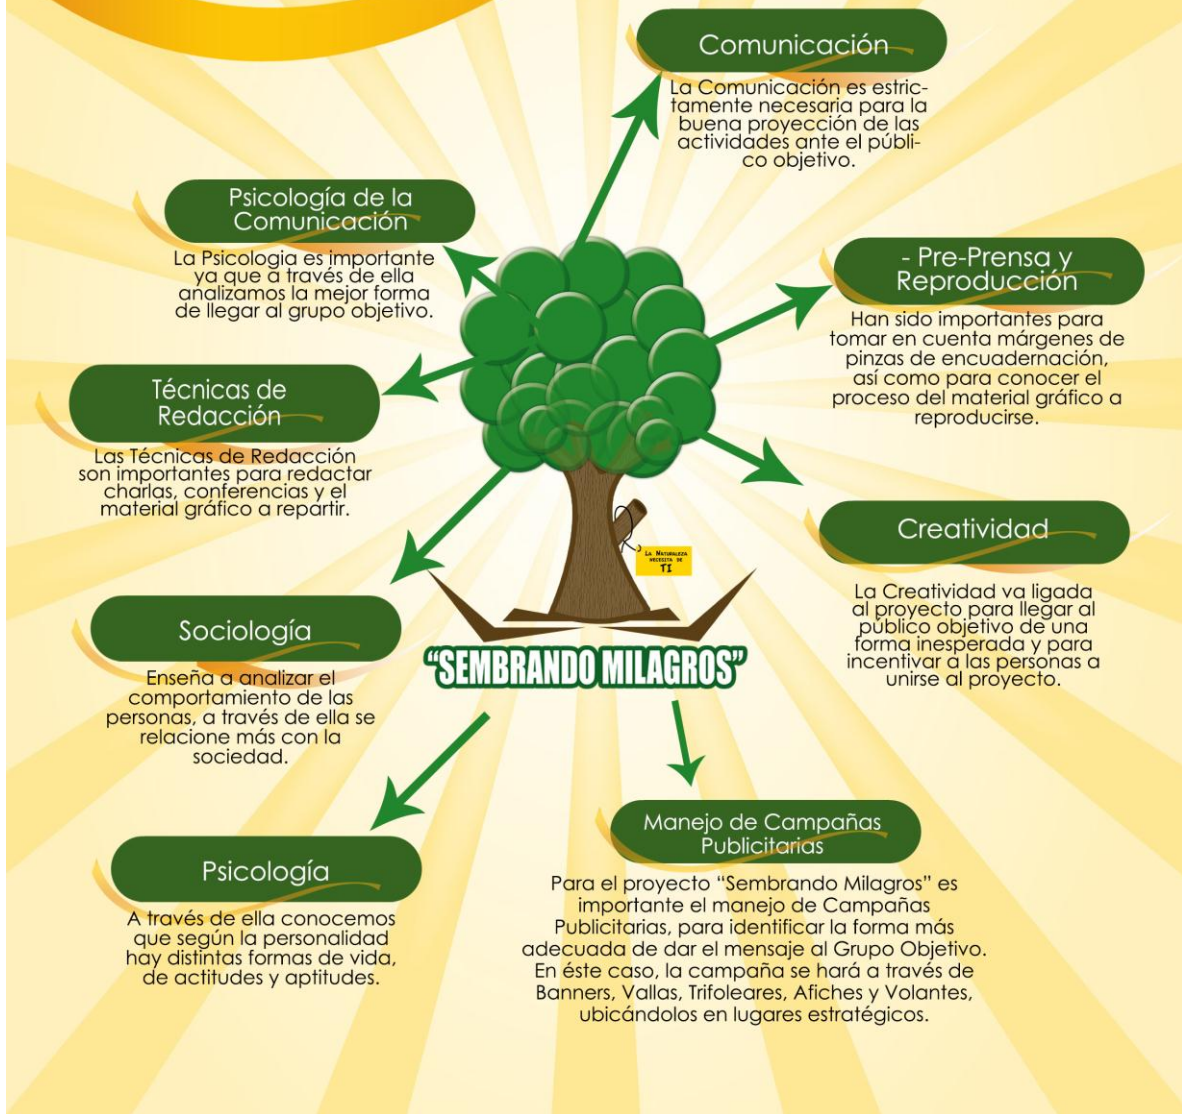 Comunicación
La Comunicación es estric-
tamente necesaria para la
buena proyección de las
actividades ante el públi-
co objetivo.
Psicología de la
Comunicación
La Psicologia es importante
ya que a través de ella
analizamos la mejor forma
de llegar al grupo objetivo.
- Pre-Prensa y
Reproducción
Han sido importantes para
tomar en cuenta márgenes de
pinzas de encuadernación,
así como para conocer el
proceso del material gráfico a
reproducirse.
Técnicas de
Redacción
Las Técnicas de Redacción
son importantes para redactar
charlas, conferencias y el
material gráfico a repartir.
Creatividad
La Creatividad va ligada
al proyecto para llegar al
público objetivo de una
forma inesperada y para
incentivar a las personas a
unirse al proyecto.
La Naturaleza
necesita de
TI
"SEMBRANDO MILAGROS"
Sociología
Enseña a analizar el
comportamiento de las
personas, a través de ella se
relacione más con la
sociedad.
Psicología
A través de ella conocemos
que según la personalidad
hay distintas formas de vida,
de actitudes y aptitudes.
Manejo de Campañas
Publicitarias
Para el proyecto “Sembrando Milagros” es
importante el manejo de Campañas
Publicitarias, para identificar la forma más
adecuada de dar el mensaje al Grupo Objetivo.
En éste caso, la campaña se hará a través de
Banners, Vallas, Trifoleares, Afiches y Volantes,
ubicándolos en lugares estratégicos.